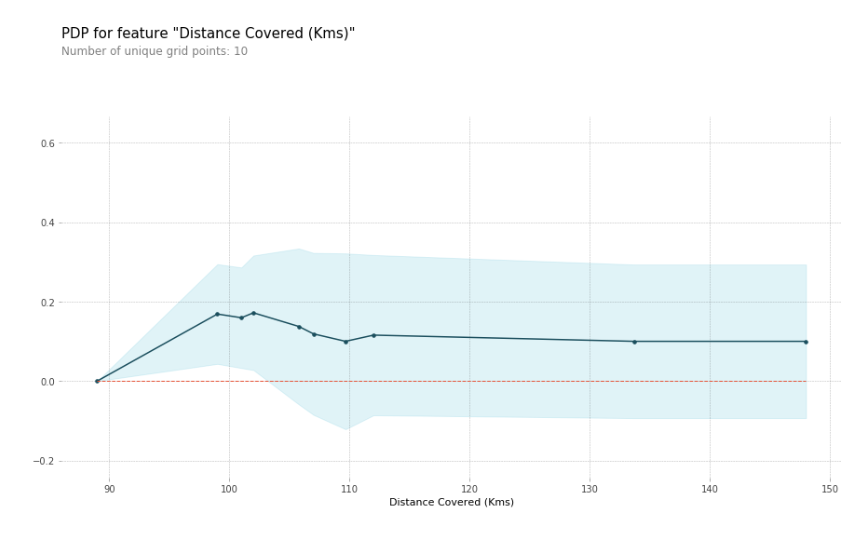 PDP for feature "Distance Covered (Kms)"
Number of unique grid points: 10
0.6
0.4
0.2
0.0
−0.2
90 100 110 120 130 140 150
Distance Covered (Kms)